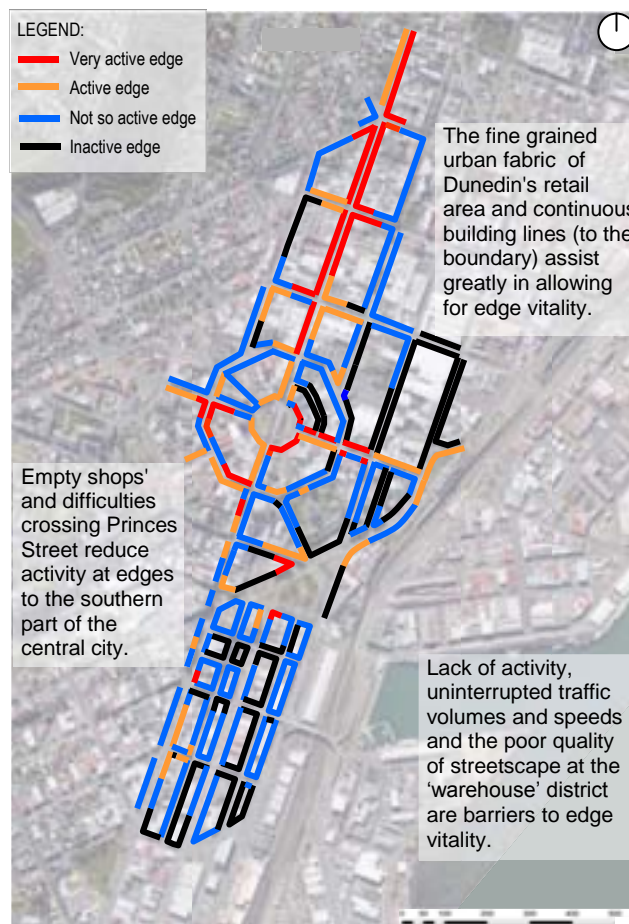 LEGEND:
Very active edge
Active edge
Not so active edge
Inactive edge
The fine grained
urban fabric of
Dunedin's retail
area and continuous
building lines (to the
boundary) assist
greatly in allowing
for edge vitality.
Empty shops'
and difficulties
crossing Princes
Street reduce
activity at edges
to the southern
part of the
central city.
Lack of activity,
uninterrupted traffic
volumes and speeds
and the poor quality
of streetscape at the
‘warehouse’ district
are barriers to edge
vitality.